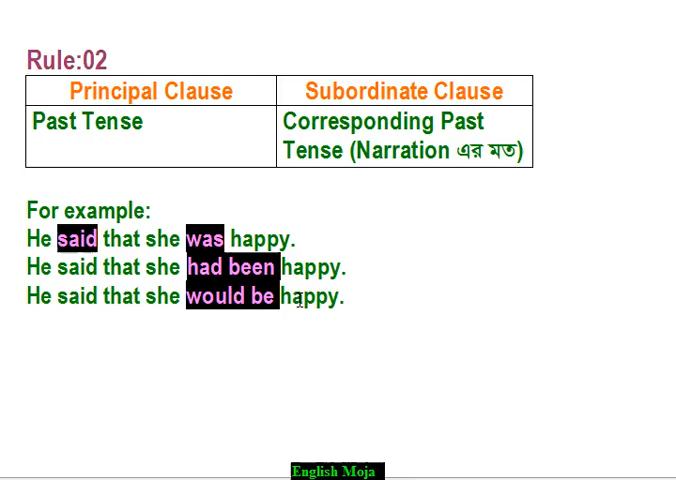 Rule:02
Principal Clause
Subordinate Clause
Past Tense
Corresponding Past
Tense (Narration এর মত)
For example:
He said that she was happy.
He said that she had been happy.
He said that she would be happy.
English Moja